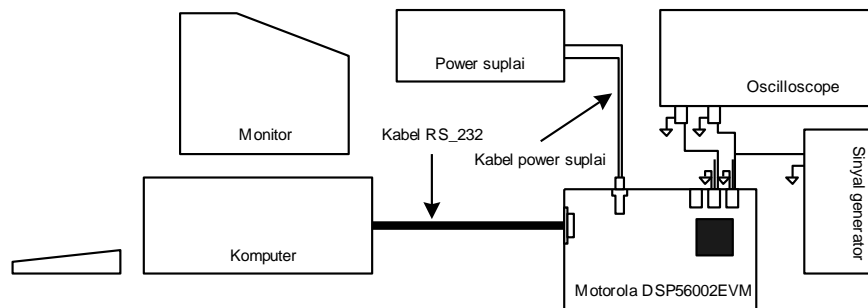 Power suplai
Oscilloscope
Monitor
Kabel RS_232
Kabel power suplai
Sinyal generator
Komputer
Motorola DSP56002EVM